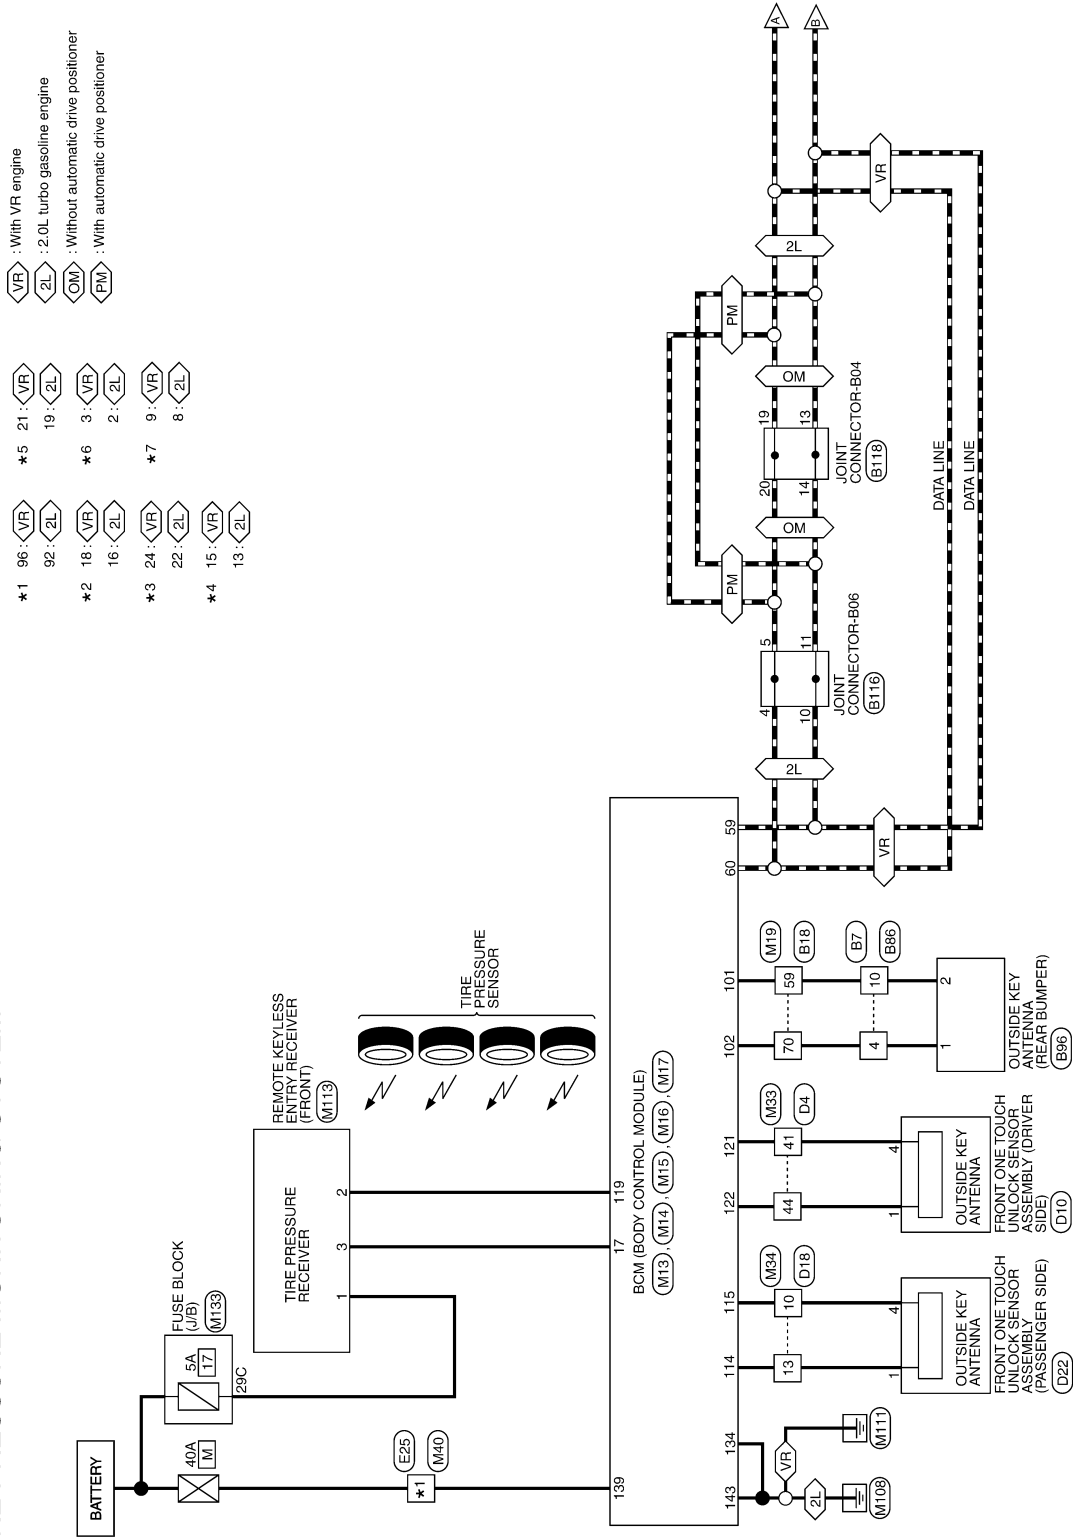 BATTERY
40A
M
5A
17
29C
FUSE BLOCK
(J/B)
M133
E25
M40
★1
139
TIRE PRESSURE
RECEIVER
1
3
2
REMOTE KEYLESS
ENTRY RECEIVER
(FRONT)
M113
TIRE
PRESSURE
SENSOR
17
119
BCM (BODY CONTROL MODULE)
M13 , M14 , M15 , M16 , M17
143
134
114
115
122
121
102
101
60
59
VR
2L
M108
M111
13
10
M34
D18
1
4
OUTSIDE KEY
ANTENNA
FRONT ONE TOUCH
UNLOCK SENSOR
ASSEMBLY
(PASSENGER SIDE)
D22
44
41
M33
D4
1
4
OUTSIDE KEY
ANTENNA
FRONT ONE TOUCH
UNLOCK SENSOR
ASSEMBLY (DRIVER
SIDE)
D10
70
59
M19
B18
4
10
B7
B86
1
2
OUTSIDE KEY
ANTENNA
(REAR BUMPER)
B96
VR
2L
4
5
10
11
JOINT
CONNECTOR-B06
B116
PM
OM
20
19
14
13
JOINT
CONNECTOR-B04
B118
OM
PM
2L
VR
DATA LINE
DATA LINE
A
B
★1 96 : VR
92 : 2L
★2 18 : VR
16 : 2L
★3 24 : VR
22 : 2L
★4 15 : VR
13 : 2L
★5 21 : VR
19 : 2L
★6 3 : VR
2 : 2L
★7 9 : VR
8 : 2L
VR : With VR engine
2L : 2.0L turbo gasoline engine
OM : Without automatic drive positioner
PM : With automatic drive positioner